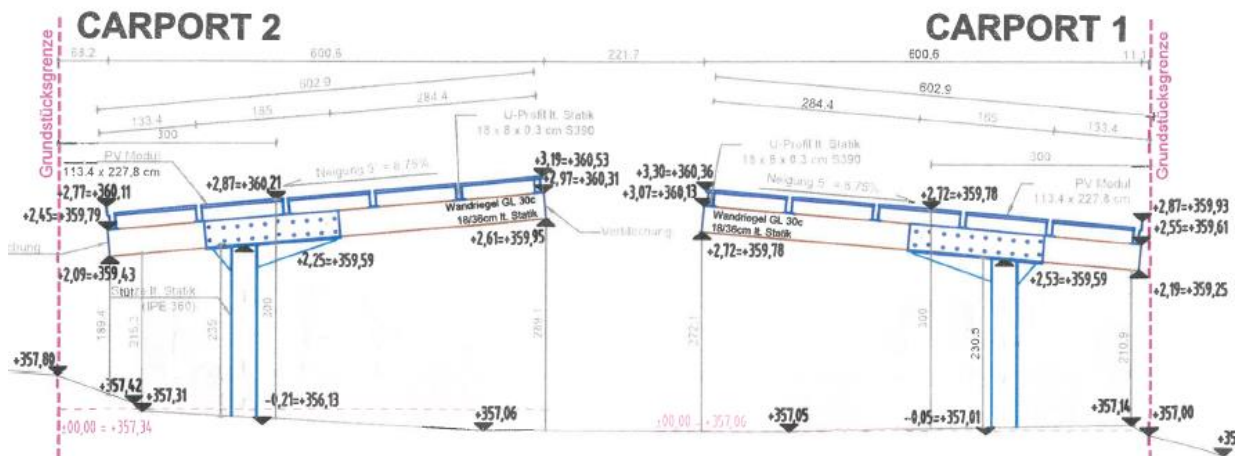 CARPORT 2
CARPORT 1
Grundstücksgrenze
Grundstücksgrenze
68.2
600.6
221.7
600.6
11.1
602.9
602.9
133.4
165
284.4
284.4
165
133.4
300
300
U-Profil lt. Statik
18 x 8 x 0.3 cm S390
U-Profil lt. Statik
18 x 8 x 0.3 cm S390
PV Modul
113.4 x 227,8 cm
Neigung 5° = 8.75%
Neigung 5° = 8.75%
PV Modul
113.4 x 227,8 cm
+2,77=+360,11
+2,87=+360,21
+3,19=+360,53
+2,97=+360,31
+3,30=+360,36
+3,07=+360,13
+2,72=+359,78
+2,87=+359,93
+2,55=+359,61
+2,45=+359,79
Wandriegel GL 30c
18/36cm lt. Statik
Wandriegel GL 30c
18/36cm lt. Statik
+2,61=+359,95
+2,72=+359,78
+2,25=+359,59
+2,53=+359,59
+2,09=+359,43
+2,19=+359,25
Stütze lt. Statik
(IPE 360)
189.4
215.3
235
300
289.1
272.1
300
230.5
210.9
+357,80
+357,42
+357,31
-0,21=+356,13
+357,06
+357,05
-0,05=+357,01
+357,14
+357,00
±00,00 = +357,34
±00,00 = +357,06